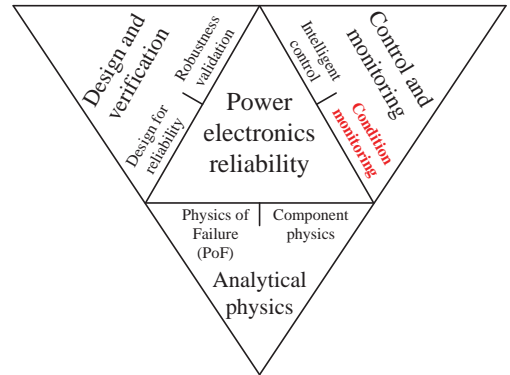 Design and
verification
Robustness
validation
Design for
reliability
Intelligent
control
Control and
monitoring
Condition
monitoring
Power
electronics
reliability
Physics of
Failure
(PoF)
Component
physics
Analytical
physics